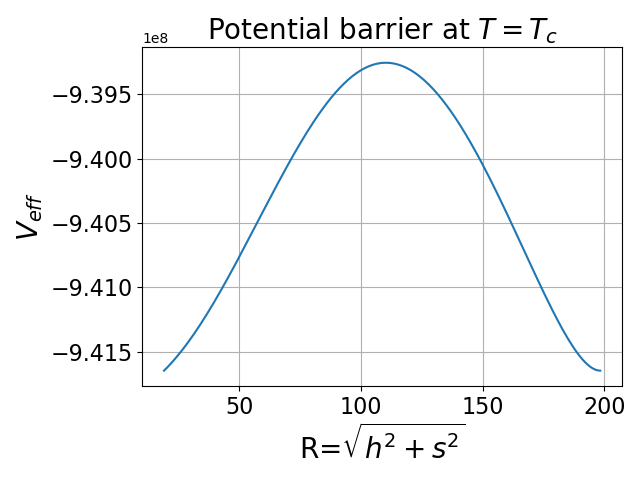 Potential barrier at T = T_c
1e8
−9.395
−9.400
−9.405
−9.410
−9.415
V_eff
50
100
150
200
R=√h² + s²